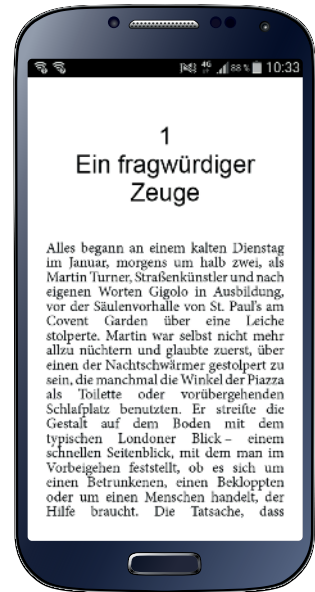 4G 88 % 10:33
1
Ein fragwürdiger
Zeuge
Alles begann an einem kalten Dienstag
im Januar, morgens um halb zwei, als
Martin Turner, Straßenkünstler und nach
eigenen Worten Gigolo in Ausbildung,
vor der Säulenvorhalle von St. Paul's am
Covent Garden über eine Leiche
stolperte. Martin war selbst nicht mehr
allzu nüchtern und glaubte zuerst, über
einen der Nachtschwärmer gestolpert zu
sein, die manchmal die Winkel der Piazza
als Toilette oder vorübergehenden
Schlafplatz benutzten. Er streifte die
Gestalt auf dem Boden mit dem
typischen Londoner Blick – einem
schnellen Seitenblick, mit dem man im
Vorbeigehen feststellt, ob es sich um
einen Betrunkenen, einen Bekloppten
oder um einen Menschen handelt, der
Hilfe braucht. Die Tatsache, dass